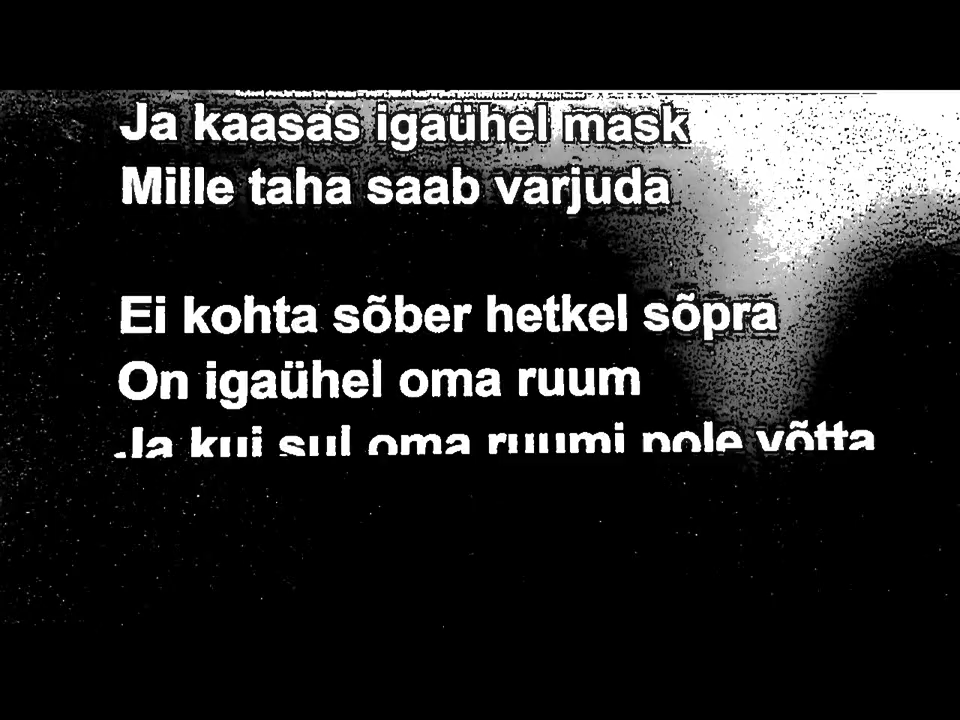 Ja kaasas igaühel mask
Mille taha saab varjuda
Ei kohta sõber hetkel sõpra
On igaühel oma ruum
Ja kui sul oma ruumi pole võtta